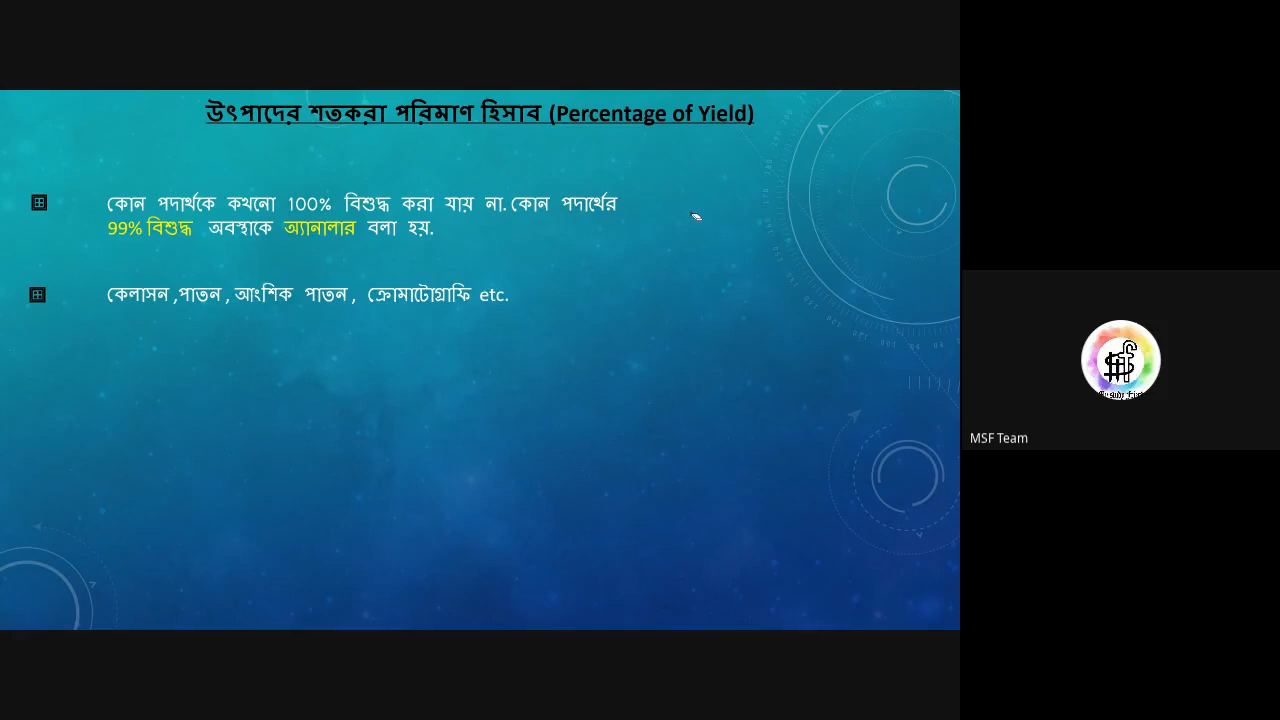 উৎপাদের শতকরা পরিমাণ হিসাব (Percentage of Yield)
কোন পদার্থকে কখনো 100% বিশুদ্ধ করা যায় না. কোন পদার্থের
99% বিশুদ্ধ অবস্থাকে অ্যানালার বলা হয়.
কেলাসন ,পাতন , আংশিক পাতন , ক্রোমাটোগ্রাফি etc.
MSF Team